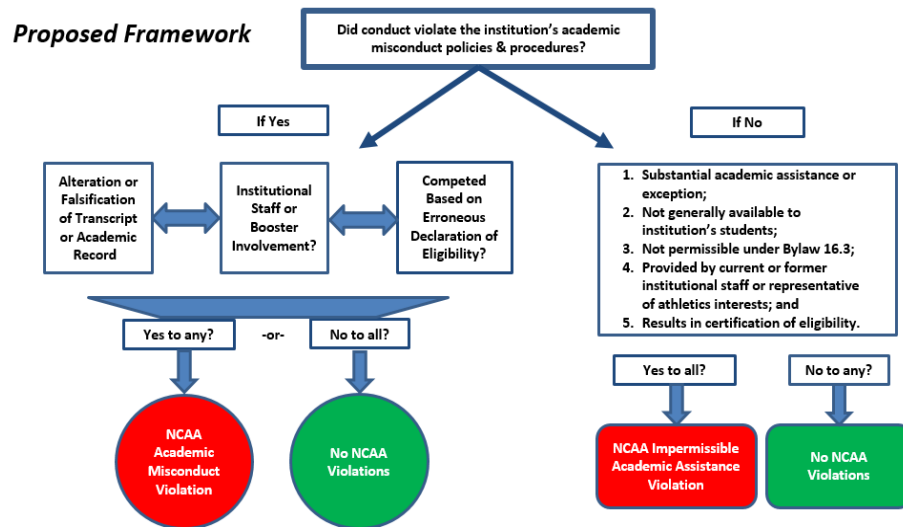 Proposed Framework
Did conduct violate the institution's academic
misconduct policies & procedures?
If Yes
If No
Alteration or
Falsification
of Transcript
or Academic
Record
Institutional
Staff or
Booster
Involvement?
Competed
Based on
Erroneous
Declaration of
Eligibility?
1. Substantial academic assistance or
exception;
2. Not generally available to
institution's students;
3. Not permissible under Bylaw 16.3;
4. Provided by current or former
institutional staff or representative
of athletics interests; and
5. Results in certification of eligibility.
Yes to any?
-or-
No to all?
Yes to all?
No to any?
NCAA
Academic
Misconduct
Violation
No NCAA
Violations
NCAA Impermissible
Academic Assistance
Violation
No NCAA
Violations